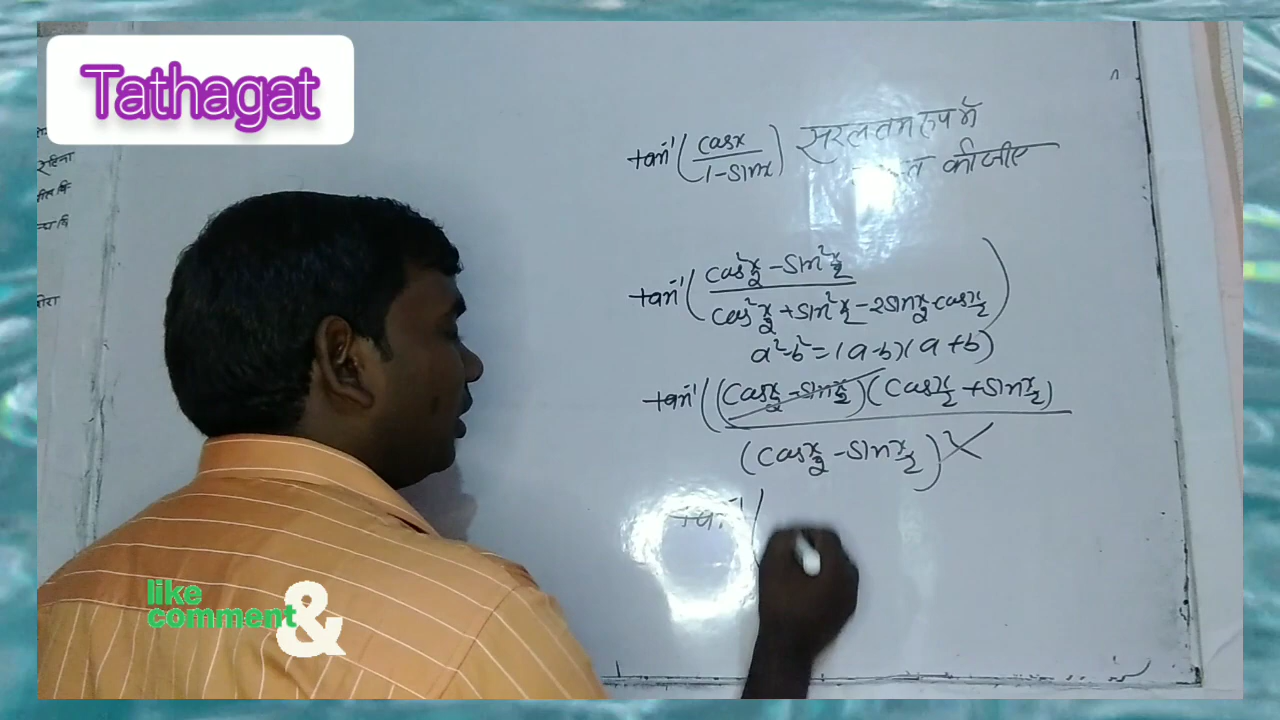 Tathagat
tan⁻¹(cosx/1-sinx) सरलतम रूप में
कीजीए
tan⁻¹(cos²x/2 - sin²x/2 / cos²x/2 + sin²x/2 - 2sinx/2 cosx/2)
a²-b²=(a-b)(a+b)
tan⁻¹((cosx/2 - sinx/2)(cosx/2 + sinx/2) / (cosx/2 - sinx/2)²)
tan⁻¹(
like
comment &